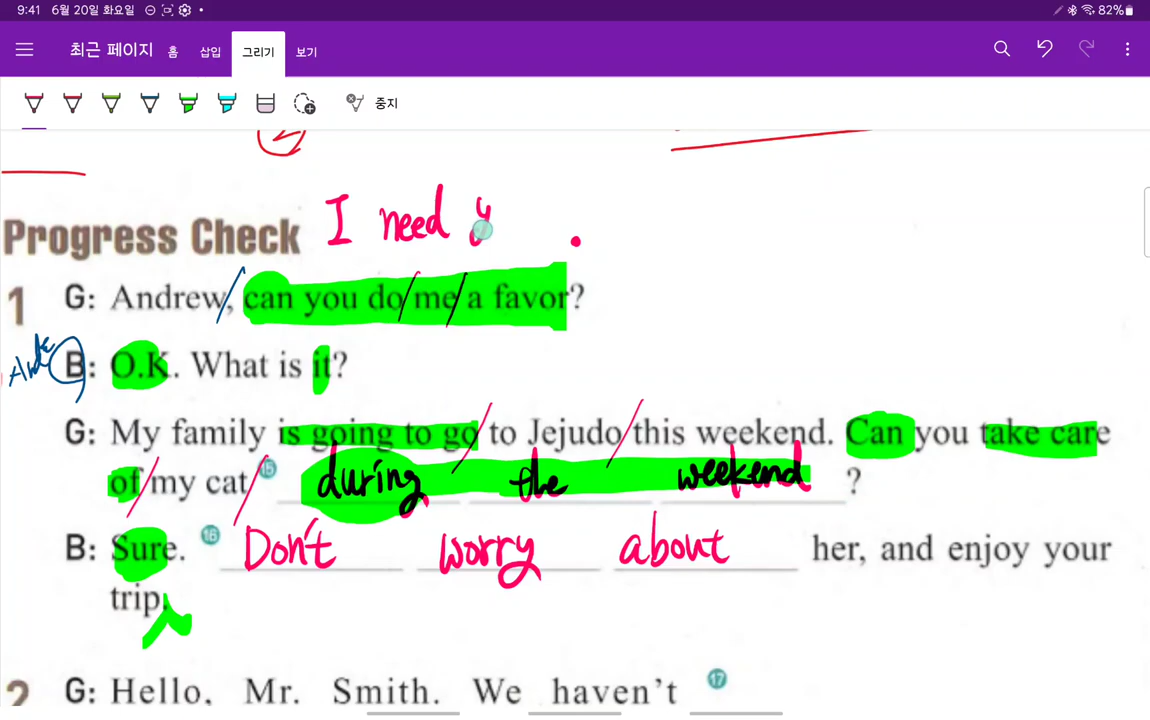 9:41 6월 20일 화요일 82%
최근 페이지 홈 삽입 그리기 보기
중지
Progress Check I need y .
1 G: Andrew, can you do/me/a favor?
B: O.K. What is it?
G: My family is going to go/to Jejudo/this weekend. Can you take care
of/my cat/⑮ during the weekend?
B: Sure. ⑯ Don't worry about her, and enjoy your
trip.
2 G: Hello, Mr. Smith. We haven't ⑰